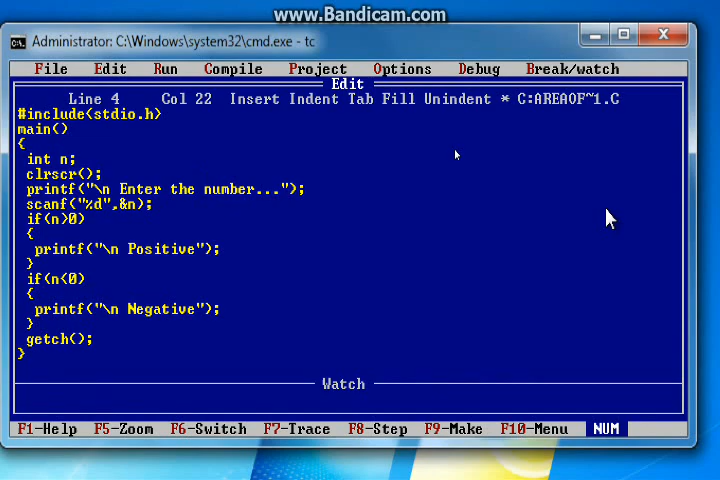 www.Bandicam.com
Administrator: C:\Windows\system32\cmd.exe - tc
File Edit Run Compile Project Options Debug Break/watch
Edit
Line 4 Col 22 Insert Indent Tab Fill Unindent * C:AREAOF~1.C
#include<stdio.h>
main()
{
int n;
clrscr();
printf("\n Enter the number...");
scanf("%d",&n);
if(n>0)
{
printf("\n Positive");
}
if(n<0)
{
printf("\n Negative");
}
getch();
}
Watch
F1-Help F5-Zoom F6-Switch F7-Trace F8-Step F9-Make F10-Menu NUM